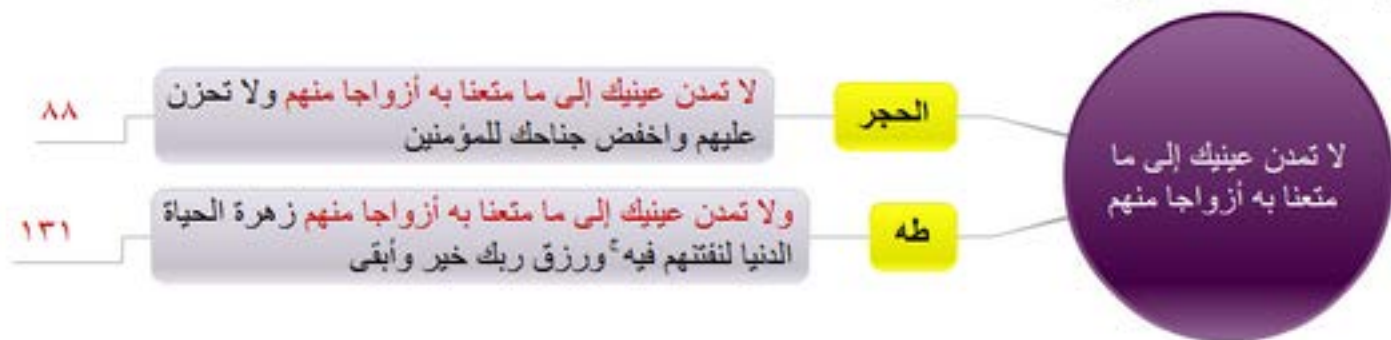 لا تمدن عينيك إلى ما
متعنا به أزواجا منهم
الحجر
لا تمدن عينيك إلى ما متعنا به أزواجا منهم ولا تحزن
عليهم واخفض جناحك للمؤمنين
٨٨
طه
ولا تمدن عينيك إلى ما متعنا به أزواجا منهم زهرة الحياة
الدنيا لنفتنهم فيه ۚ ورزق ربك خير وأبقى
١٣١